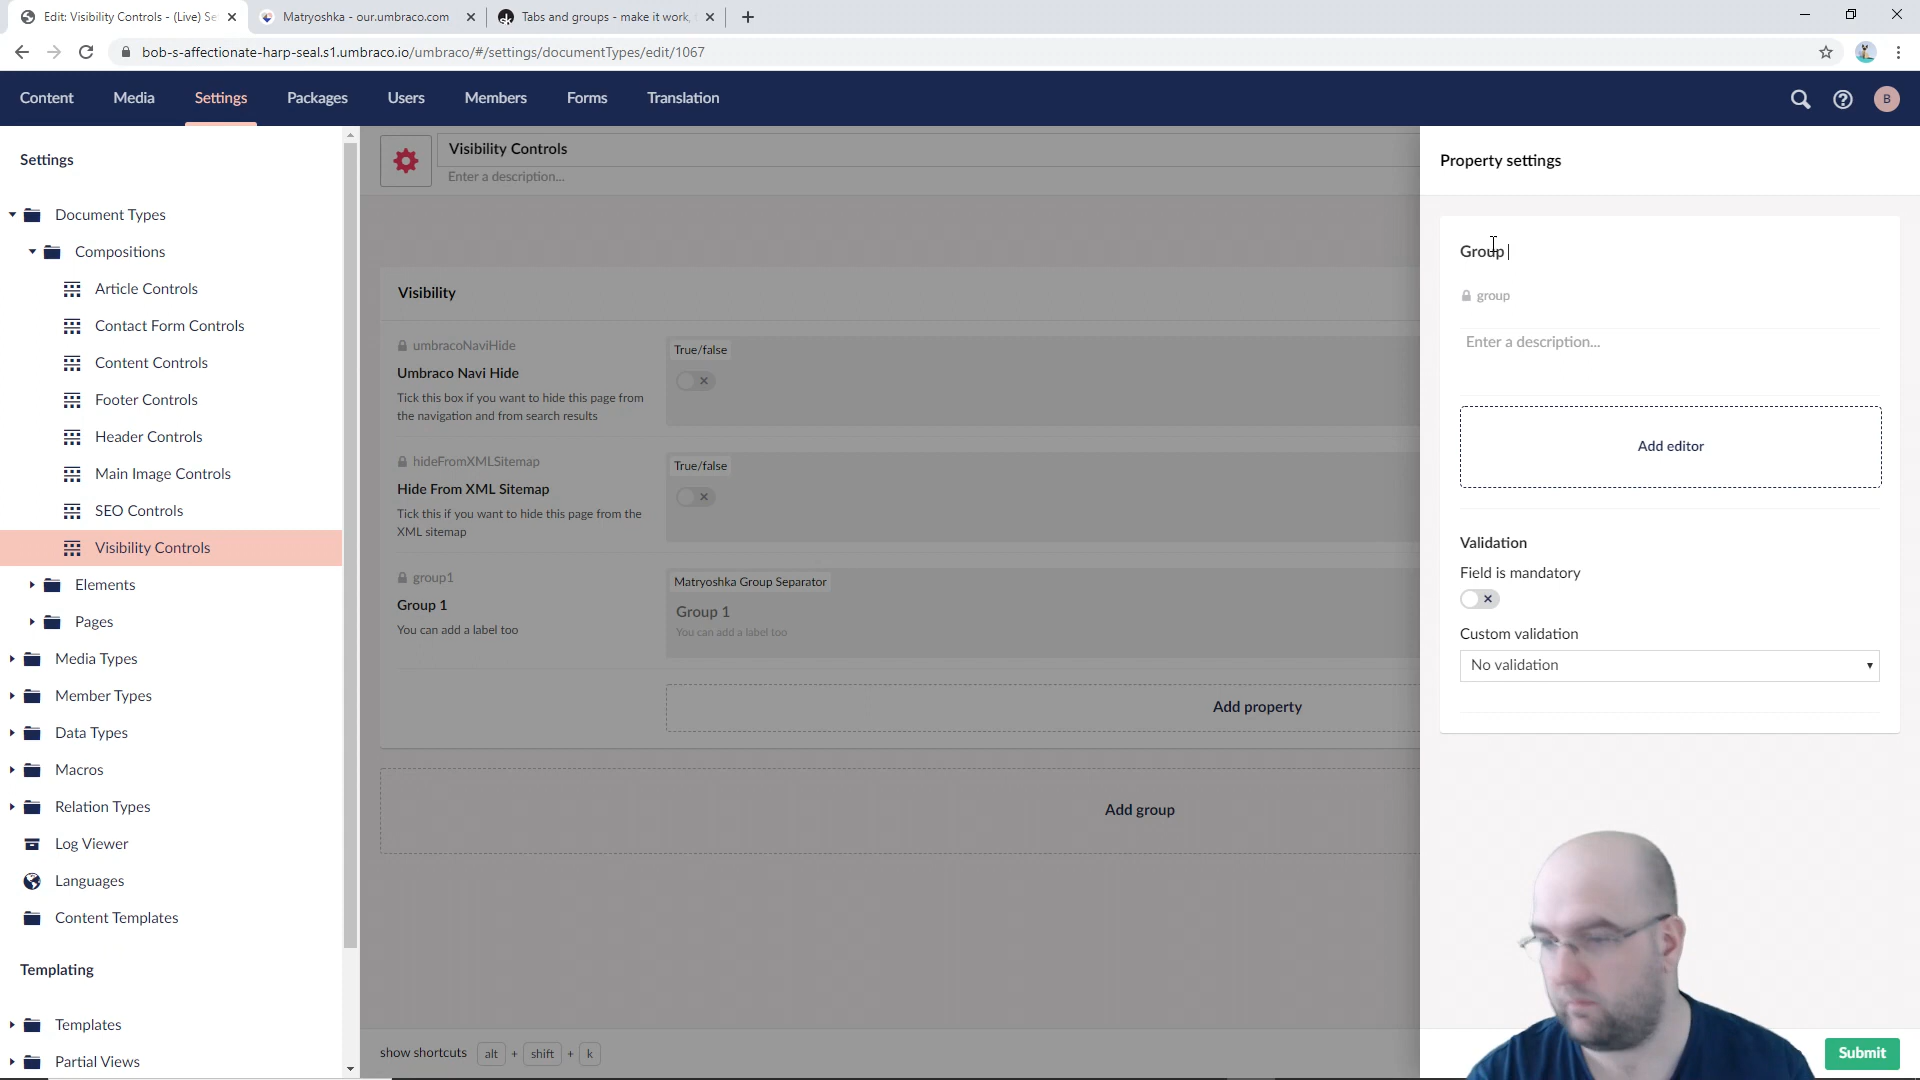 Edit: Visibility Controls - (Live) Se
Matryoshka - our.umbraco.com
Tabs and groups - make it work,
bob-s-affectionate-harp-seal.s1.umbraco.io/umbraco/#/settings/documentTypes/edit/1067
Content
Media
Settings
Packages
Users
Members
Forms
Translation
B
Settings
Document Types
Compositions
Article Controls
Contact Form Controls
Content Controls
Footer Controls
Header Controls
Main Image Controls
SEO Controls
Visibility Controls
Elements
Pages
Media Types
Member Types
Data Types
Macros
Relation Types
Log Viewer
Languages
Content Templates
Templating
Templates
Partial Views
Visibility Controls
Enter a description...
Visibility
umbracoNaviHide
Umbraco Navi Hide
Tick this box if you want to hide this page from
the navigation and from search results
True/false
hideFromXMLSitemap
Hide From XML Sitemap
Tick this if you want to hide this page from the
XML sitemap
True/false
group1
Group 1
You can add a label too
Matryoshka Group Separator
Group 1
You can add a label too
Add property
Add group
show shortcuts alt + shift + k
Property settings
Group
group
Enter a description...
Add editor
Validation
Field is mandatory
Custom validation
No validation
Submit